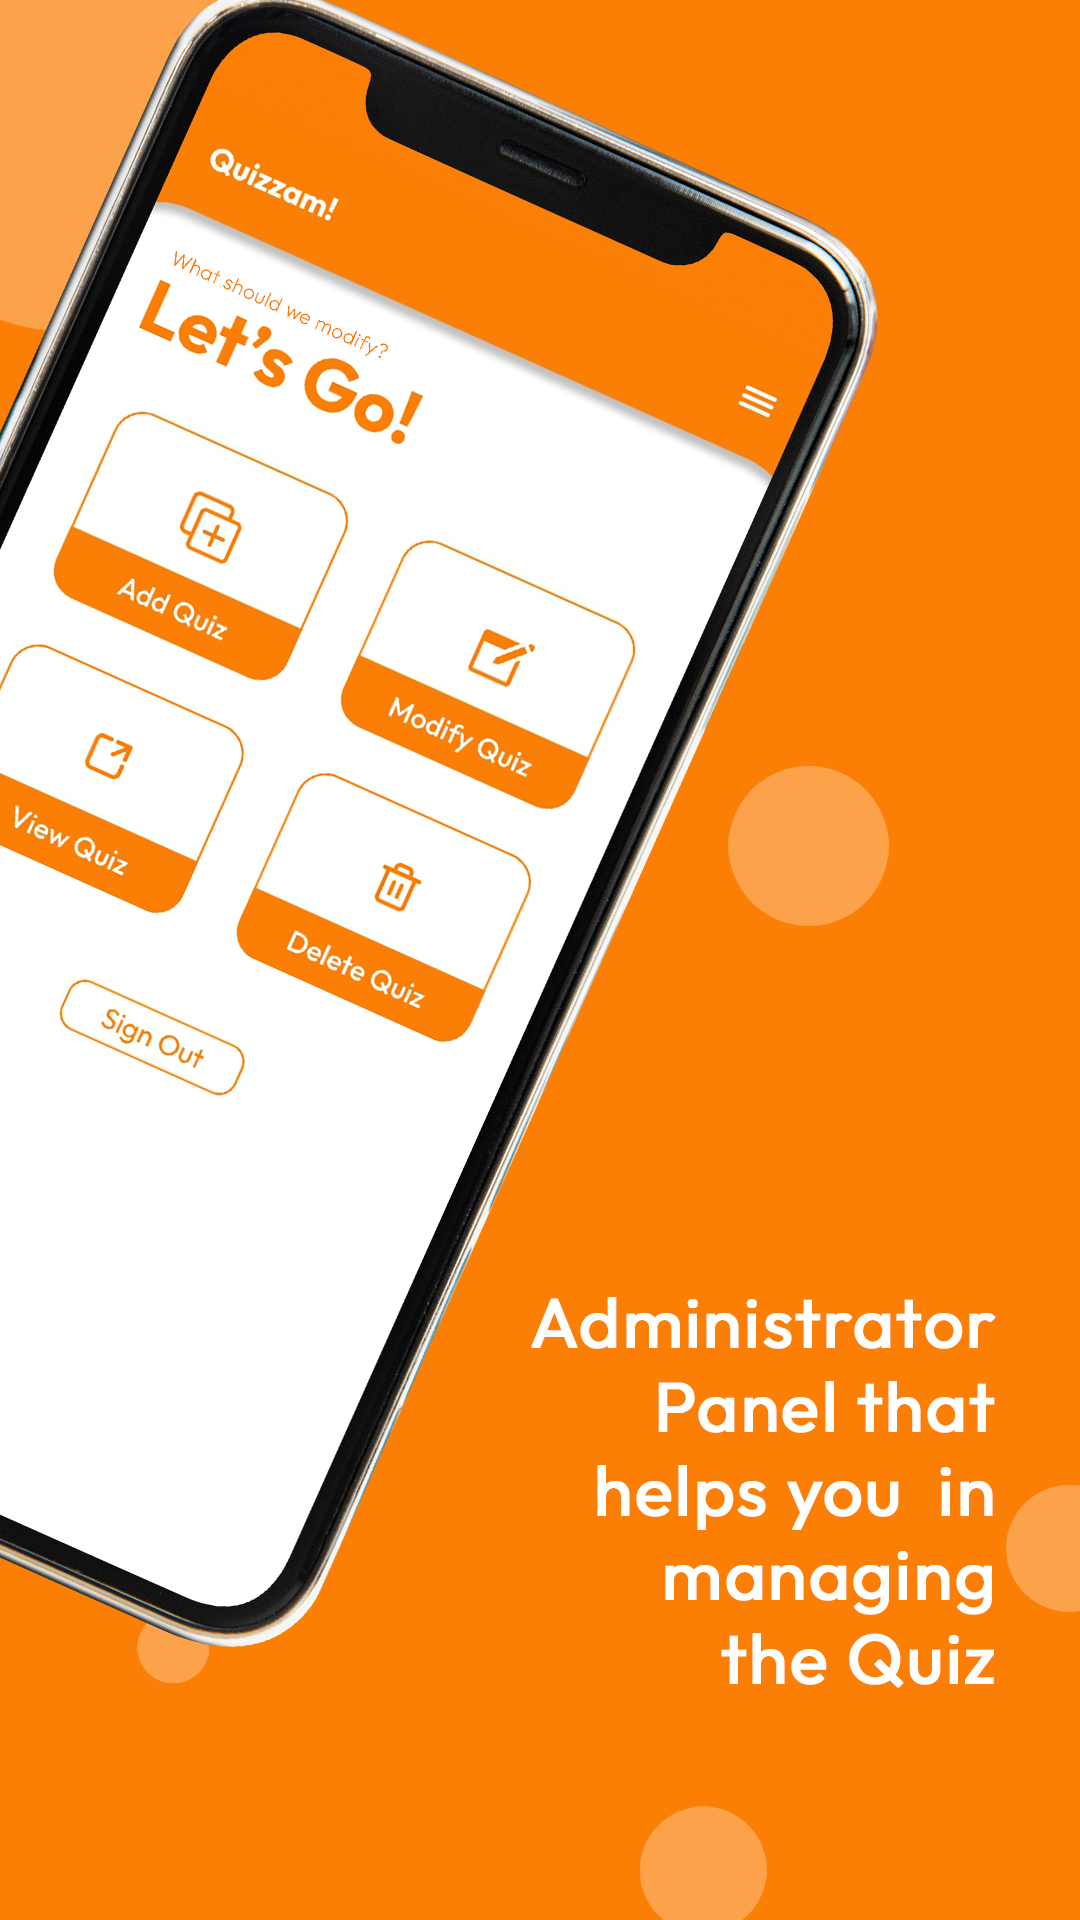 Quizzam!
What should we modify?
Let's Go!
Add Quiz
Modify Quiz
View Quiz
Delete Quiz
Sign Out
Administrator
Panel that
helps you  in
managing
the Quiz